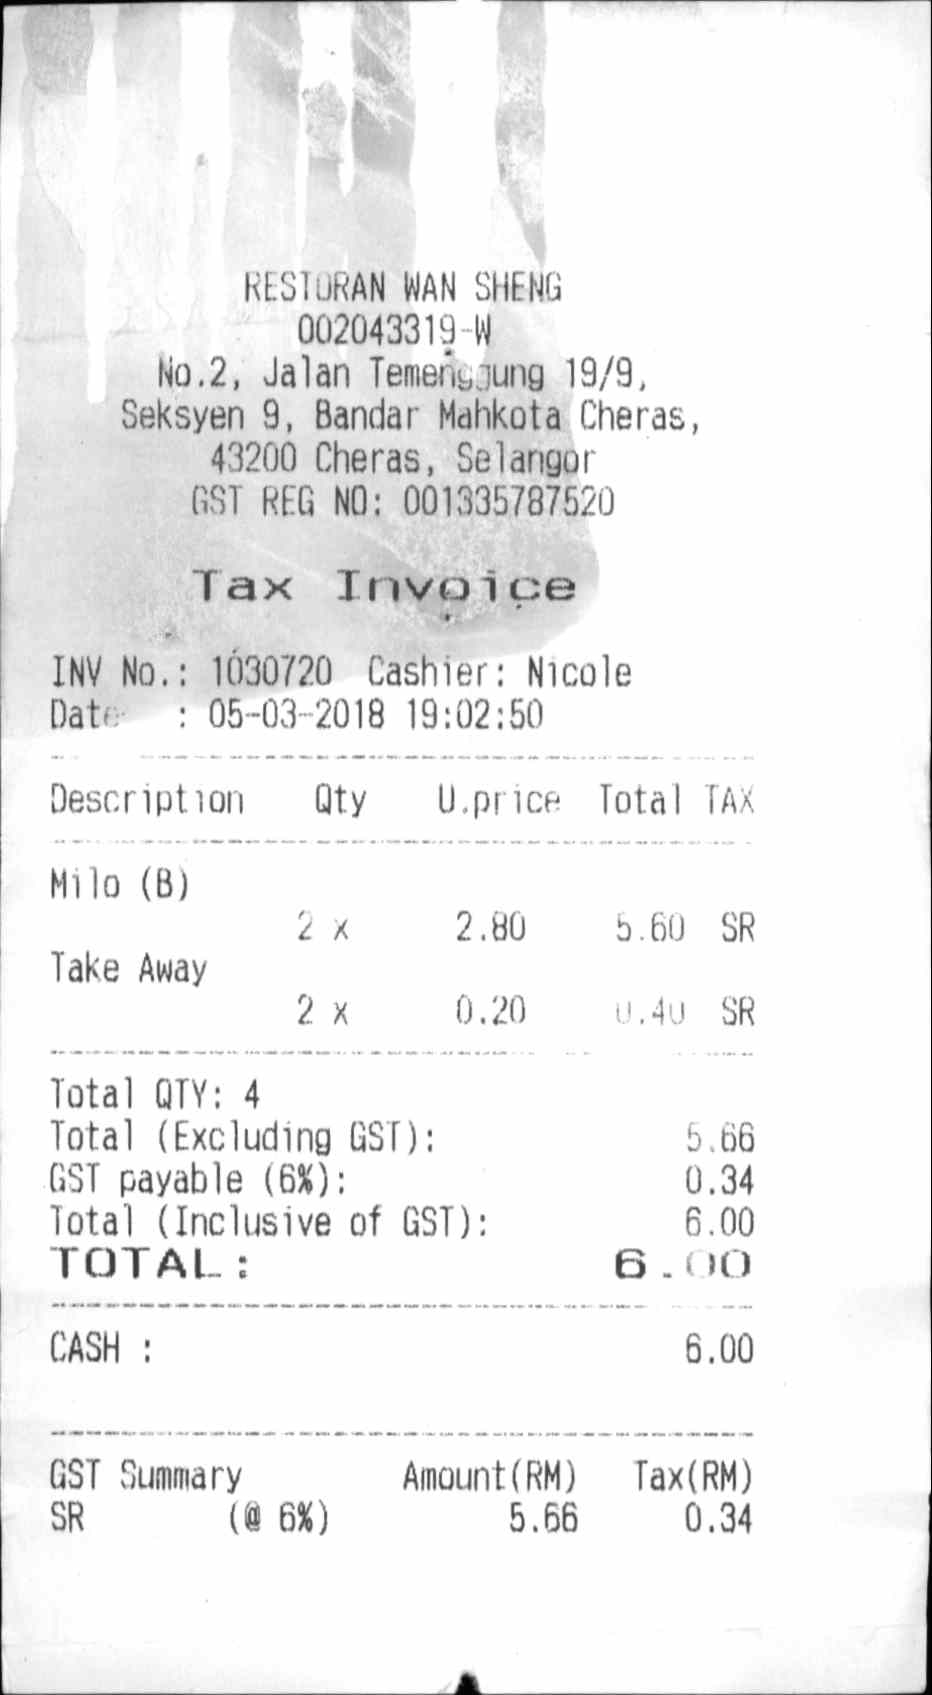 RESTORAN WAN SHENG
002043319-W
No.2, Jalan Temenggung 19/9,
Seksyen 9, Bandar Mahkota Cheras,
43200 Cheras, Selangor
GST REG NO: 001335787520
Tax Invoice
INV No.: 1030720 Cashier: Nicole
Date : 05-03-2018 19:02:50
Description Qty U.price Total TAX
Milo (B)
2 x 2.80 5.60 SR
Take Away
2 x 0.20 0.40 SR
Total QTY: 4
Total (Excluding GST): 5.66
GST payable (6%): 0.34
Total (Inclusive of GST): 6.00
TOTAL: 6.00
CASH : 6.00
GST Summary Amount(RM) Tax(RM)
SR (@ 6%) 5.66 0.34